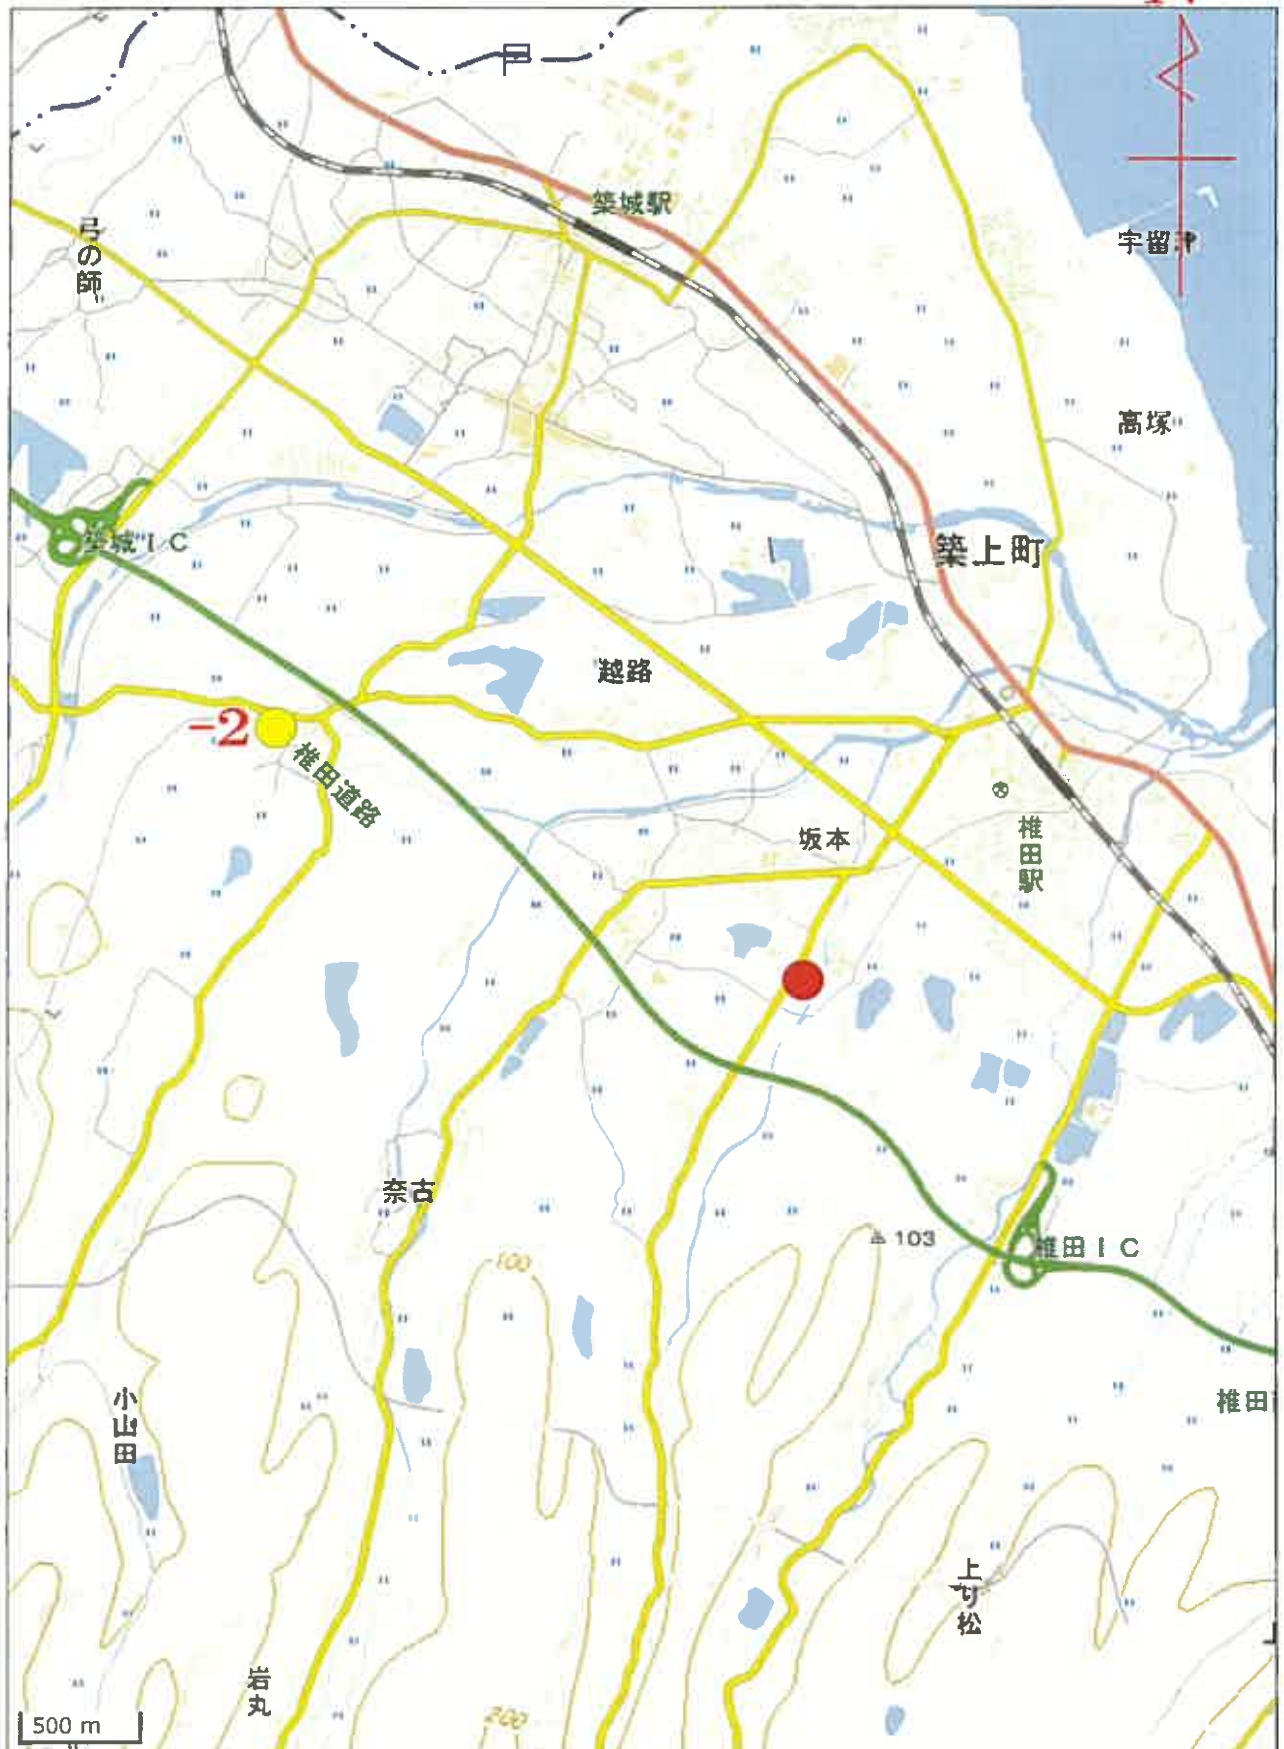 築城駅
弓の師
宇留津
高塚
築城IC
築上町
越路
-2
椎田道路
坂本
椎田駅
奈古
103
椎田IC
100
小山田
椎田
上り松
岩丸
200
500 m